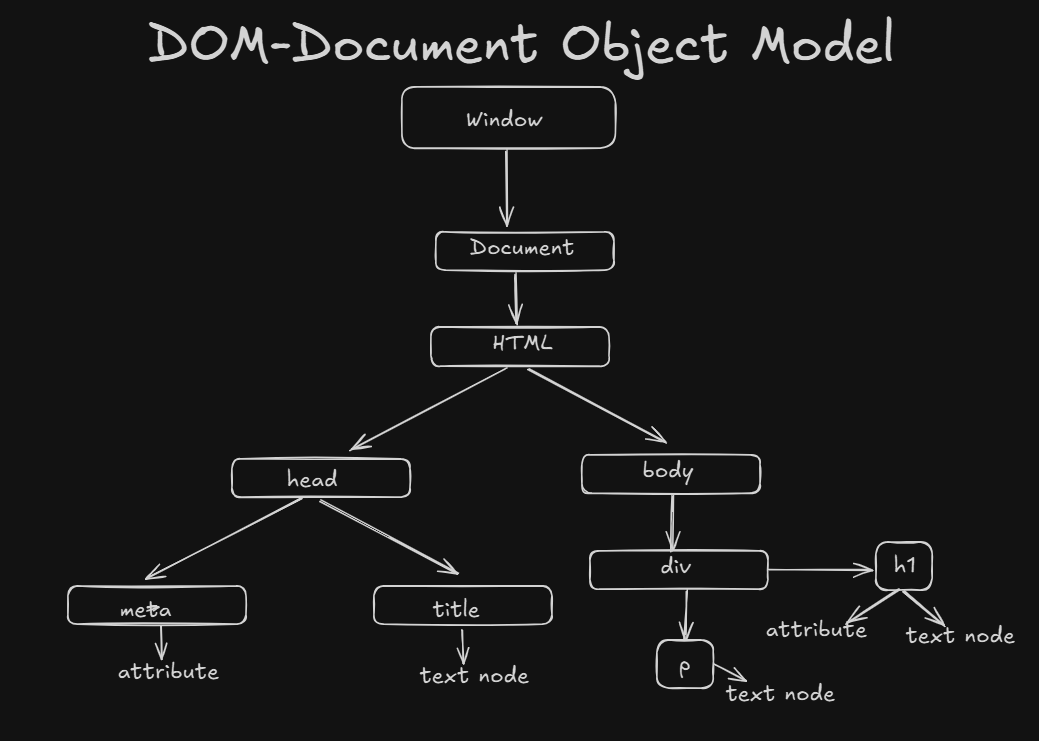 DOM-Document Object Model
Window
Document
HTML
head
body
meta
title
div
h1
attribute
text node
attribute
text node
p
text node